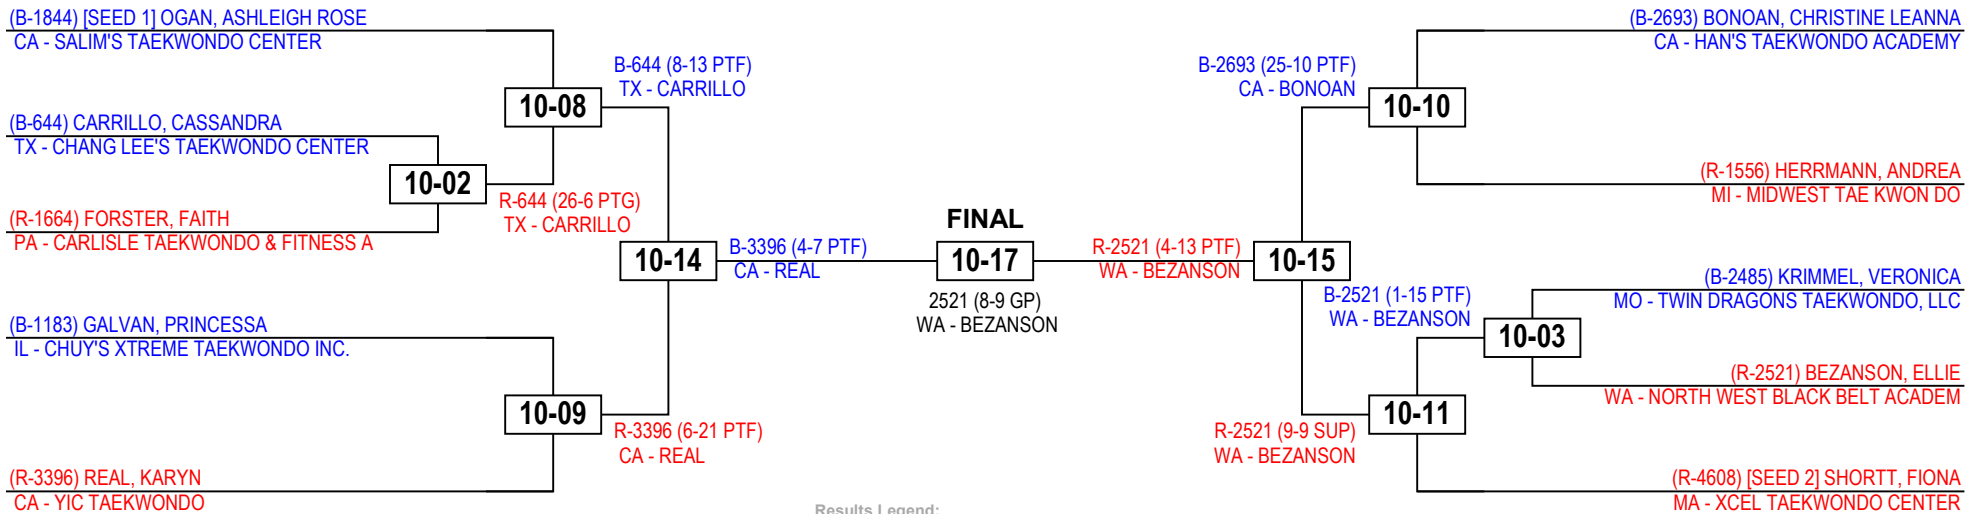 (B-1844) [SEED 1] OGAN, ASHLEIGH ROSE
CA - SALIM'S TAEKWONDO CENTER
(B-644) CARRILLO, CASSANDRA
TX - CHANG LEE'S TAEKWONDO CENTER
(R-1664) FORSTER, FAITH
PA - CARLISLE TAEKWONDO & FITNESS A
(B-1183) GALVAN, PRINCESSA
IL - CHUY'S XTREME TAEKWONDO INC.
(R-3396) REAL, KARYN
CA - YIC TAEKWONDO
10-02
R-644 (26-6 PTG)
TX - CARRILLO
10-08
B-644 (8-13 PTF)
TX - CARRILLO
10-09
R-3396 (6-21 PTF)
CA - REAL
10-14
B-3396 (4-7 PTF)
CA - REAL
FINAL
10-17
2521 (8-9 GP)
WA - BEZANSON
R-2521 (4-13 PTF)
WA - BEZANSON
10-15
B-2693 (25-10 PTF)
CA - BONOAN
10-10
B-2521 (1-15 PTF)
WA - BEZANSON
10-03
R-2521 (9-9 SUP)
WA - BEZANSON
10-11
(B-2693) BONOAN, CHRISTINE LEANNA
CA - HAN'S TAEKWONDO ACADEMY
(R-1556) HERRMANN, ANDREA
MI - MIDWEST TAE KWON DO
(B-2485) KRIMMEL, VERONICA
MO - TWIN DRAGONS TAEKWONDO, LLC
(R-2521) BEZANSON, ELLIE
WA - NORTH WEST BLACK BELT ACADEM
(R-4608) [SEED 2] SHORTT, FIONA
MA - XCEL TAEKWONDO CENTER
Results Legend: